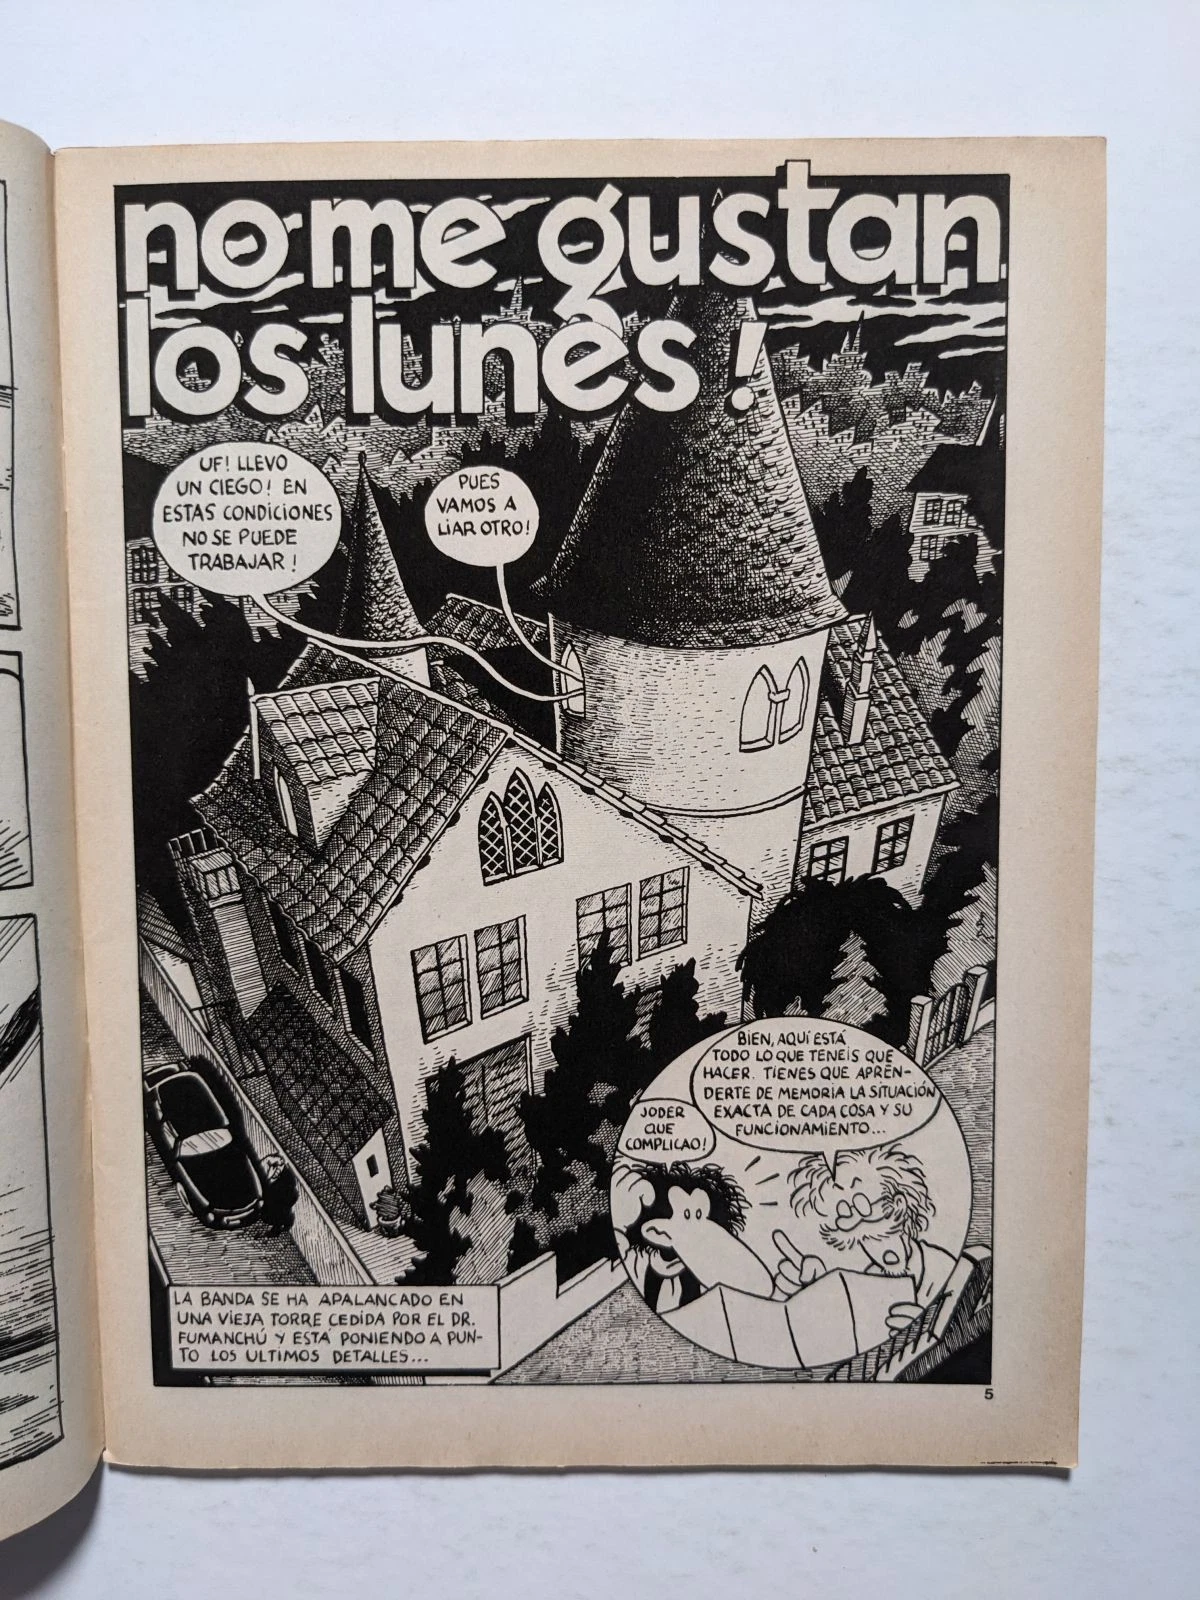 no me gustan
los lunes!
UF! LLEVO
UN CIEGO! EN
ESTAS CONDICIONES
NO SE PUEDE
TRABAJAR!
PUES
VAMOS A
LIAR OTRO!
BIEN, AQUÍ ESTÁ
TODO LO QUE TENEIS QUE
HACER. TIENES QUE APREN-
DERTE DE MEMORIA LA SITUACIÓN
EXACTA DE CADA COSA Y SU
FUNCIONAMIENTO...
JODER
QUE
COMPLICAO!
LA BANDA SE HA APALANCADO EN
UNA VIEJA TORRE CEDIDA POR EL DR.
FUMANCHÚ Y ESTÁ PONIENDO A PUN-
TO LOS ULTIMOS DETALLES...
5